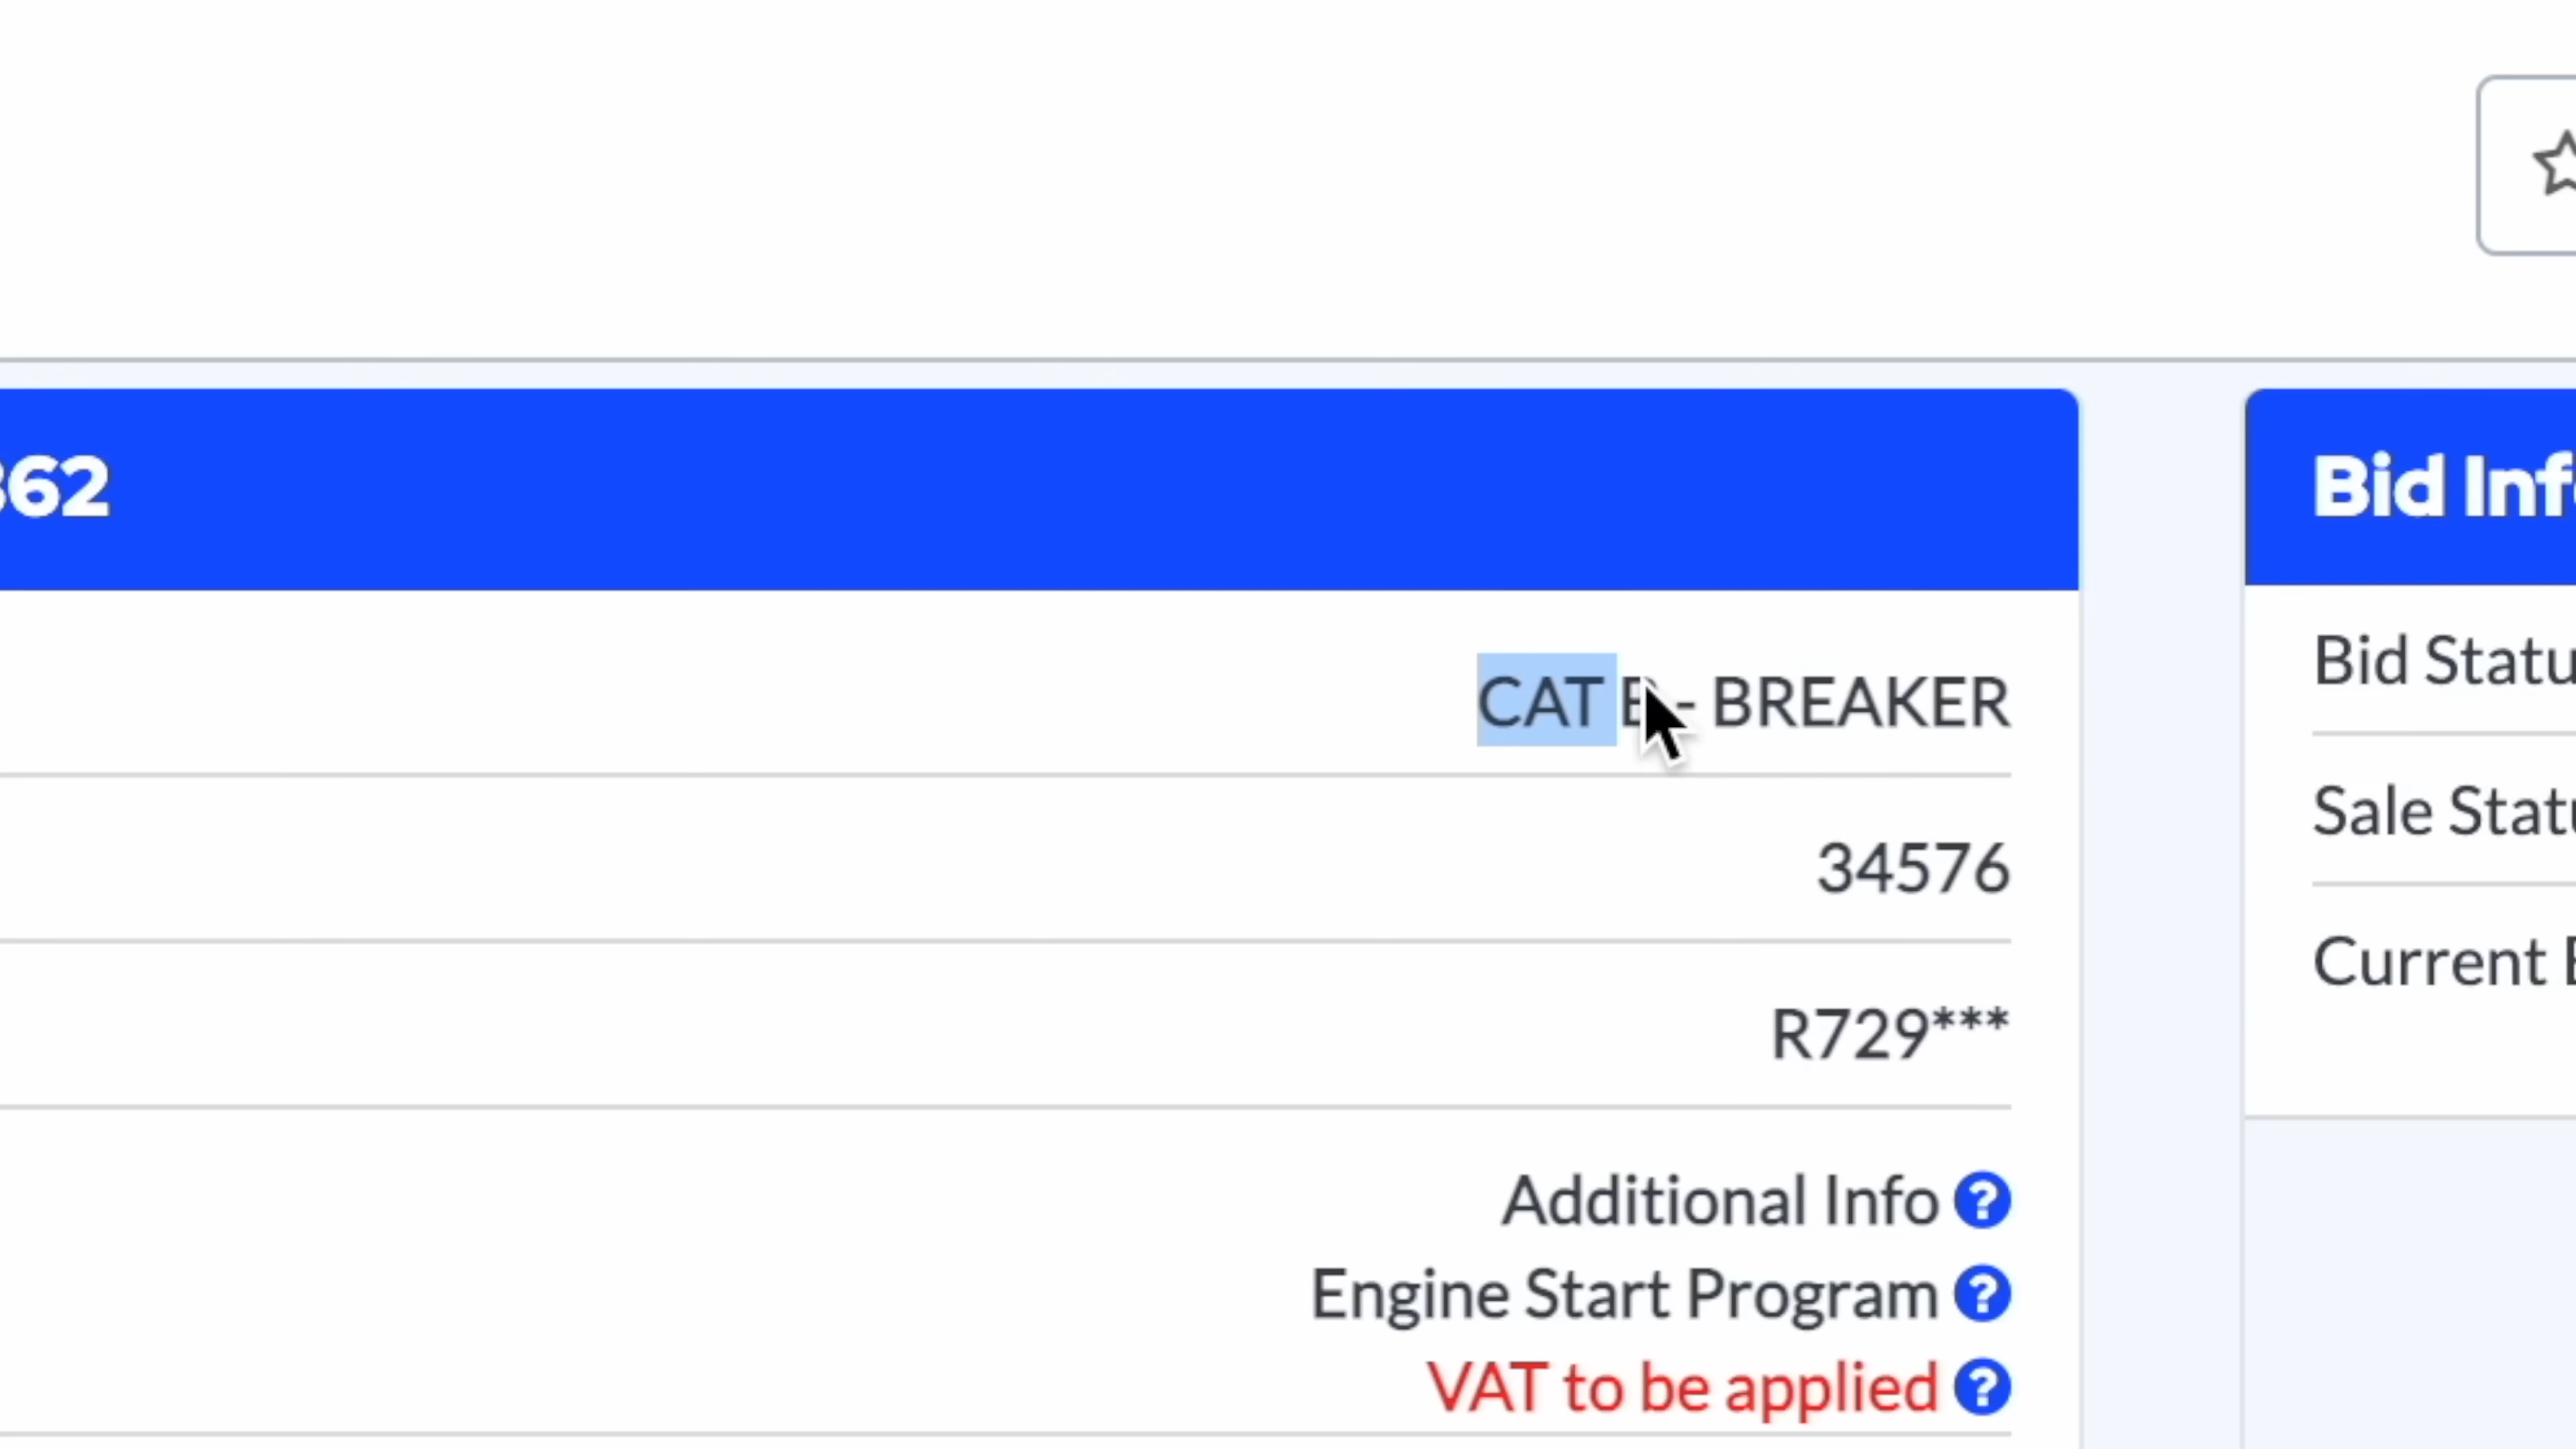 362
CAT B - BREAKER
34576
R729***
Additional Info
Engine Start Program
VAT to be applied
Bid Inf
Bid Statu
Sale Statu
Current